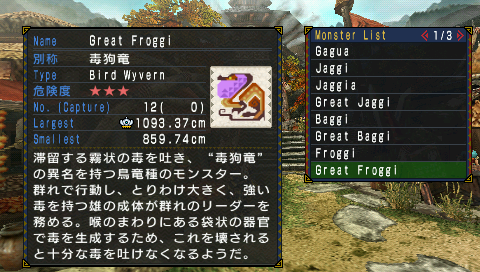 Name Great Froggi
別称 毒狗竜
Type Bird Wyvern
危険度 ★★★
No. (Capture) 12( 0)
Largest 1093.37cm
Smallest 859.74cm
滞留する霧状の毒を吐き、“毒狗竜”
の異名を持つ鳥竜種のモンスター。
群れで行動し、とりわけ大きく、強い
毒を持つ雄の成体が群れのリーダーを
務める。喉のまわりにある袋状の器官
で毒を生成するため、これを壊される
と十分な毒を吐けなくなるようだ。
Monster List 1/3
Gagua
Jaggi
Jaggia
Great Jaggi
Baggi
Great Baggi
Froggi
Great Froggi